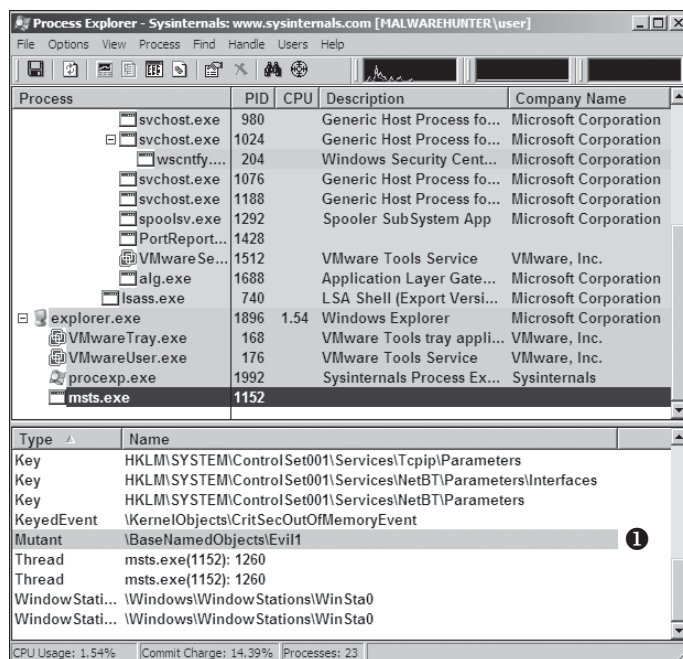 Process Explorer - Sysinternals: www.sysinternals.com [MALWAREHUNTER\user]
File Options View Process Find Handle Users Help
Process PID CPU Description Company Name
svchost.exe 980 Generic Host Process fo... Microsoft Corporation
svchost.exe 1024 Generic Host Process fo... Microsoft Corporation
wscntfy.... 204 Windows Security Cent... Microsoft Corporation
svchost.exe 1076 Generic Host Process fo... Microsoft Corporation
svchost.exe 1188 Generic Host Process fo... Microsoft Corporation
spoolsv.exe 1292 Spooler SubSystem App Microsoft Corporation
PortReport... 1428
VMwareSe... 1512 VMware Tools Service VMware, Inc.
alg.exe 1688 Application Layer Gate... Microsoft Corporation
lsass.exe 740 LSA Shell (Export Versi... Microsoft Corporation
explorer.exe 1896 1.54 Windows Explorer Microsoft Corporation
VMwareTray.exe 168 VMware Tools tray appli... VMware, Inc.
VMwareUser.exe 176 VMware Tools Service VMware, Inc.
procexp.exe 1992 Sysinternals Process Ex... Sysinternals
msts.exe 1152
Type Name
Key HKLM\SYSTEM\ControlSet001\Services\Tcpip\Parameters
Key HKLM\SYSTEM\ControlSet001\Services\NetBT\Parameters\Interfaces
Key HKLM\SYSTEM\ControlSet001\Services\NetBT\Parameters
KeyedEvent \KernelObjects\CritSecOutOfMemoryEvent
Mutant \BaseNamedObjects\Evil1 ❶
Thread msts.exe(1152): 1260
Thread msts.exe(1152): 1260
WindowStati... \Windows\WindowStations\WinSta0
WindowStati... \Windows\WindowStations\WinSta0
CPU Usage: 1.54% Commit Charge: 14.39% Processes: 23